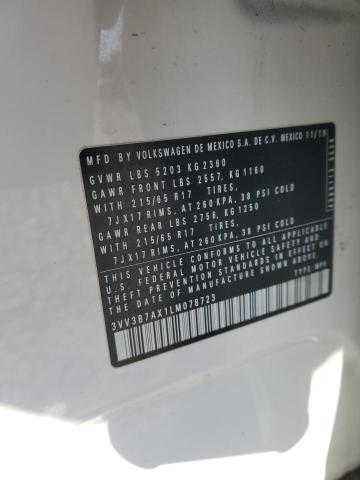 MFD BY VOLKSWAGEN DE MEXICO S.A. DE C.V. MEXICO 11/19
GVWR LBS 5203 KG 2360
GAWR FRONT LBS 2557, KG 1160
WITH 215/65 R17 TIRES,
7JX17 RIMS, AT 260 KPA, 38 PSI COLD
GAWR REAR LBS 2756, KG 1250
WITH 215/65 R17 TIRES,
7JX17 RIMS, AT 260 KPA, 38 PSI COLD
THIS VEHICLE CONFORMS TO ALL APPLICABLE
U.S. FEDERAL MOTOR VEHICLE SAFETY AND
THEFT PREVENTION STANDARDS IN EFFECT
ON THE DATE OF MANUFACTURE SHOWN ABOVE.
3VV3B7AX1LM078723 TYPE: MPV